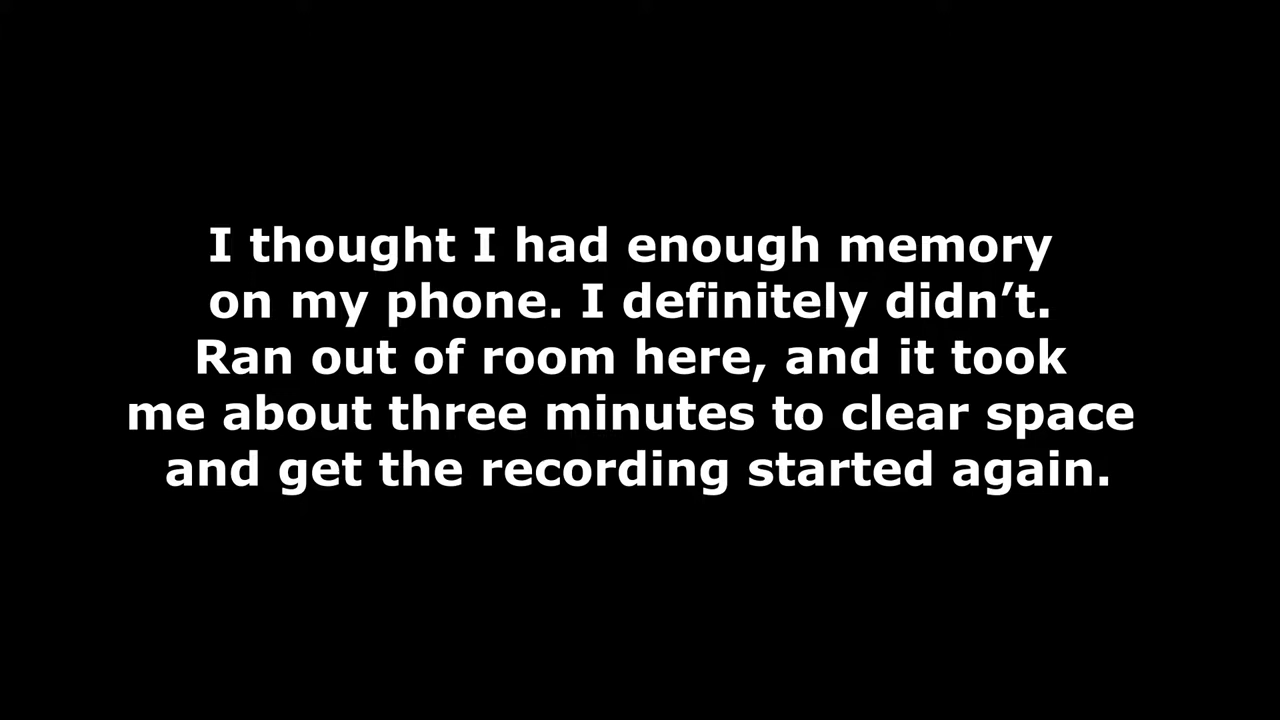 I thought I had enough memory
on my phone. I definitely didn’t.
Ran out of room here, and it took
me about three minutes to clear space
and get the recording started again.